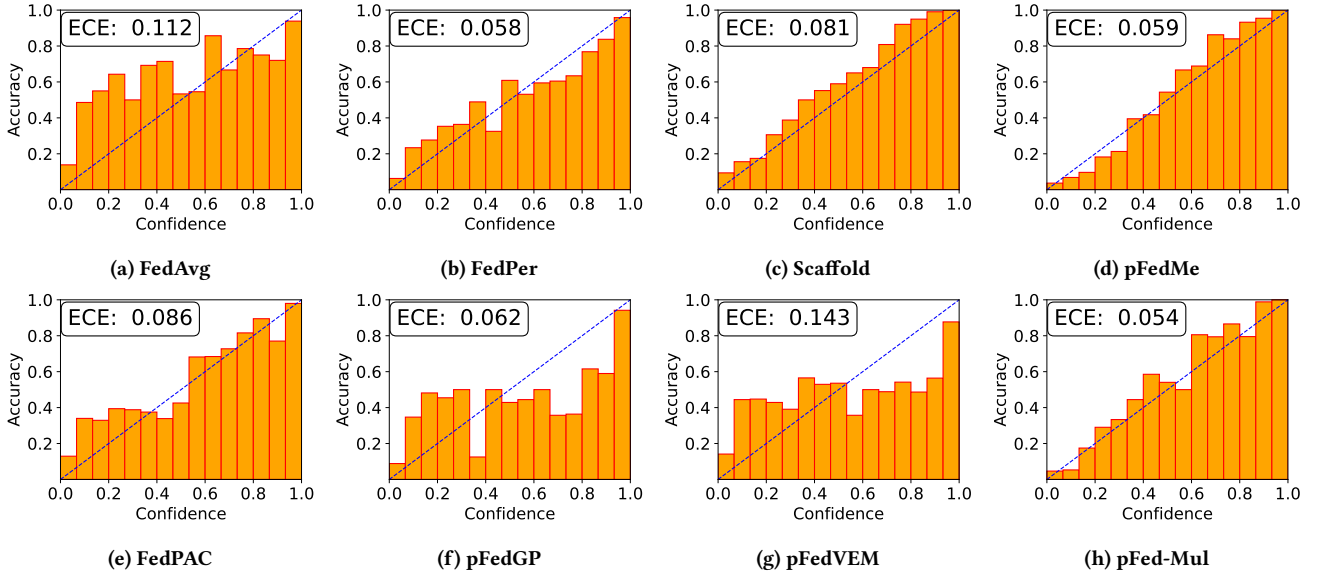 ECE: 0.112
1.0
0.8
0.6
0.4
0.2
Accuracy
0.0 0.2 0.4 0.6 0.8 1.0
Confidence
(a) FedAvg
ECE: 0.058
1.0
0.8
0.6
0.4
0.2
Accuracy
0.0 0.2 0.4 0.6 0.8 1.0
Confidence
(b) FedPer
ECE: 0.081
1.0
0.8
0.6
0.4
0.2
Accuracy
0.0 0.2 0.4 0.6 0.8 1.0
Confidence
(c) Scaffold
ECE: 0.059
1.0
0.8
0.6
0.4
0.2
Accuracy
0.0 0.2 0.4 0.6 0.8 1.0
Confidence
(d) pFedMe
ECE: 0.086
1.0
0.8
0.6
0.4
0.2
Accuracy
0.0 0.2 0.4 0.6 0.8 1.0
Confidence
(e) FedPAC
ECE: 0.062
1.0
0.8
0.6
0.4
0.2
Accuracy
0.0 0.2 0.4 0.6 0.8 1.0
Confidence
(f) pFedGP
ECE: 0.143
1.0
0.8
0.6
0.4
0.2
Accuracy
0.0 0.2 0.4 0.6 0.8 1.0
Confidence
(g) pFedVEM
ECE: 0.054
1.0
0.8
0.6
0.4
0.2
Accuracy
0.0 0.2 0.4 0.6 0.8 1.0
Confidence
(h) pFed-Mul